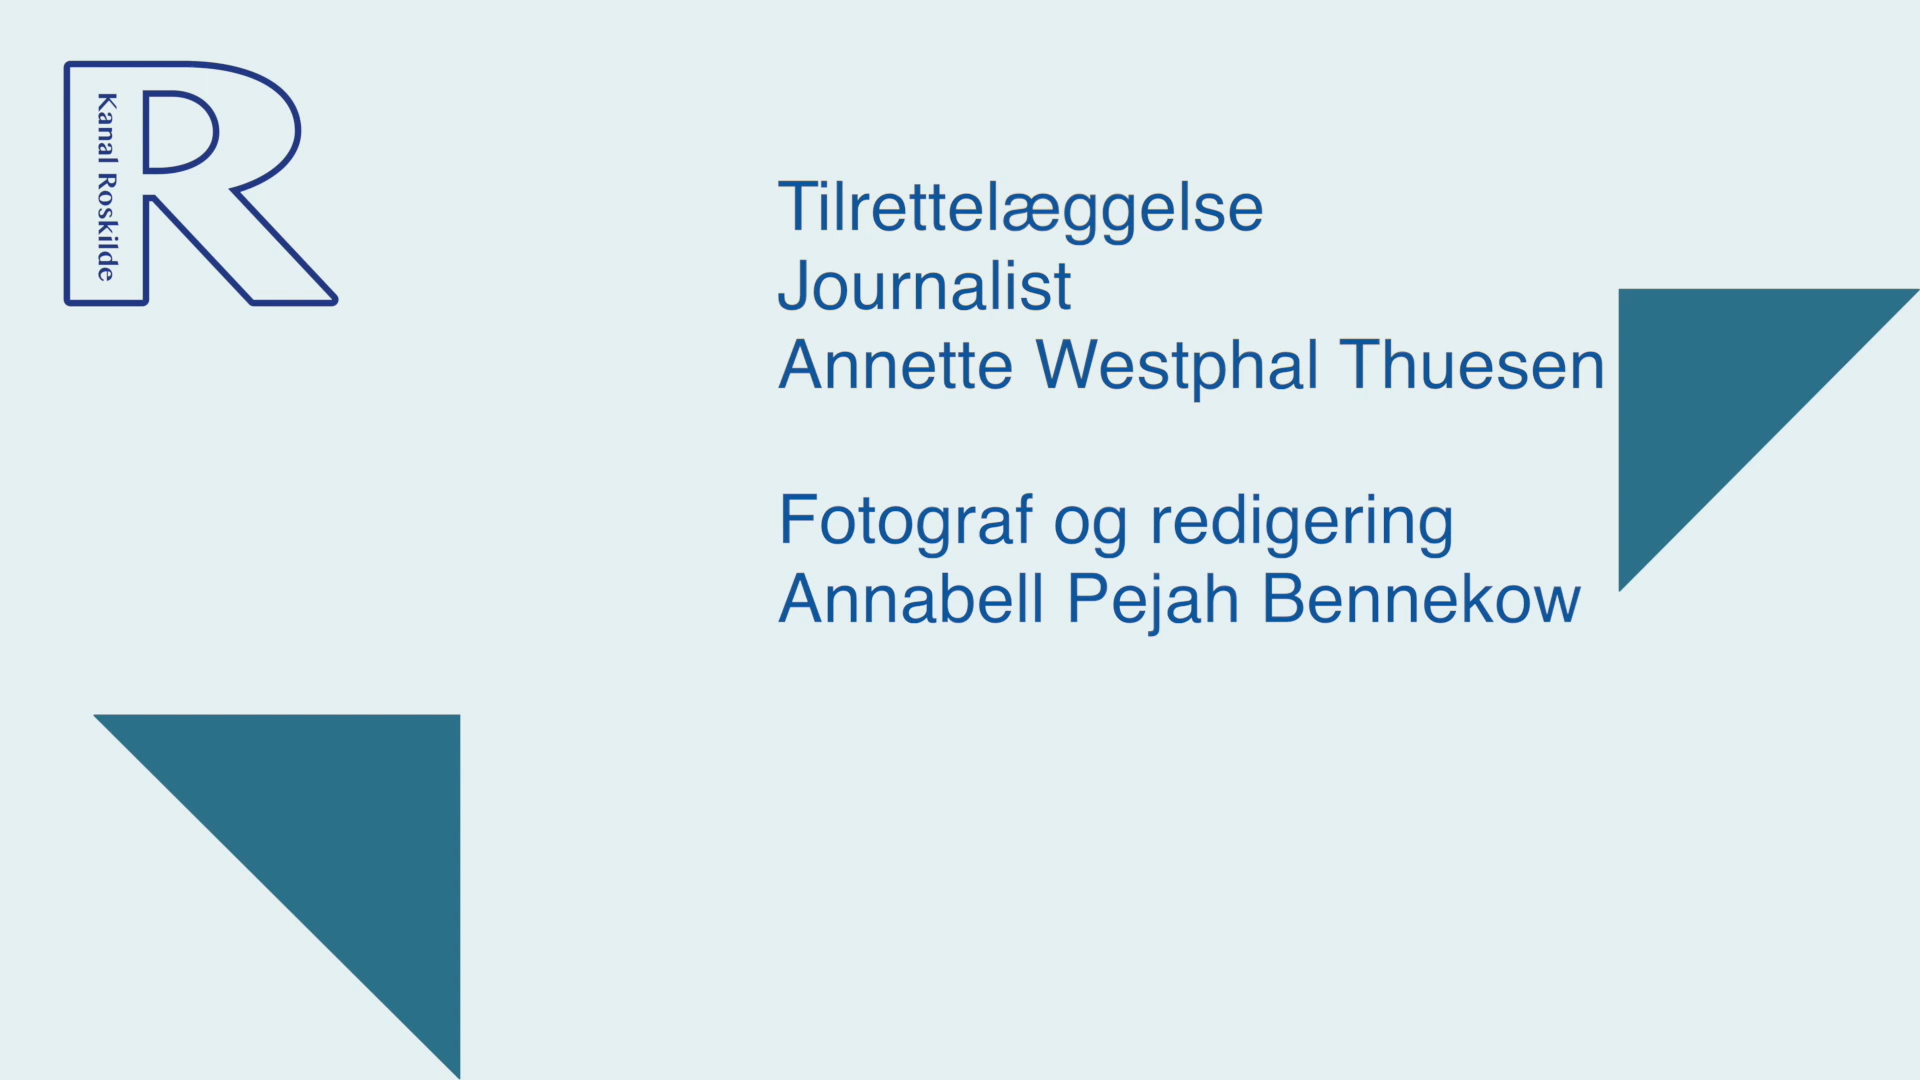 Kanal Roskilde
Tilrettelæggelse
Journalist
Annette Westphal Thuesen
Fotograf og redigering
Annabell Pejah Bennekow